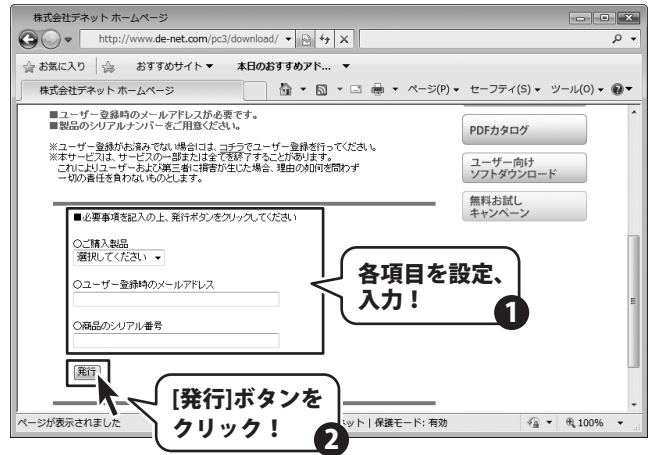 株式会社デネット ホームページ
http://www.de-net.com/pc3/download/
お気に入り おすすめサイト▼ 本日のおすすめアド... ▼
株式会社デネット ホームページ ページ(P) セーフティ(S) ツール(O)
■ユーザー登録時のメールアドレスが必要です。
■製品のシリアルナンバーをご用意ください。
※ユーザー登録がお済みでない場合には、コチラでユーザー登録を行ってください。
※本サービスは、サービスの一部または全てを終了することがあります。
これによりユーザーおよび第三者に損害が生じた場合、理由の如何を問わず
一切の責任を負わないものとします。
PDFカタログ
ユーザー向け
ソフトダウンロード
無料お試し
キャンペーン
■必要事項を記入の上、発行ボタンをクリックしてください
○ご購入製品
選択してください
○ユーザー登録時のメールアドレス
○商品のシリアル番号
発行
各項目を設定、
入力！
1
[発行]ボタンを
クリック！
2
ページが表示されました ネット | 保護モード: 有効 100%